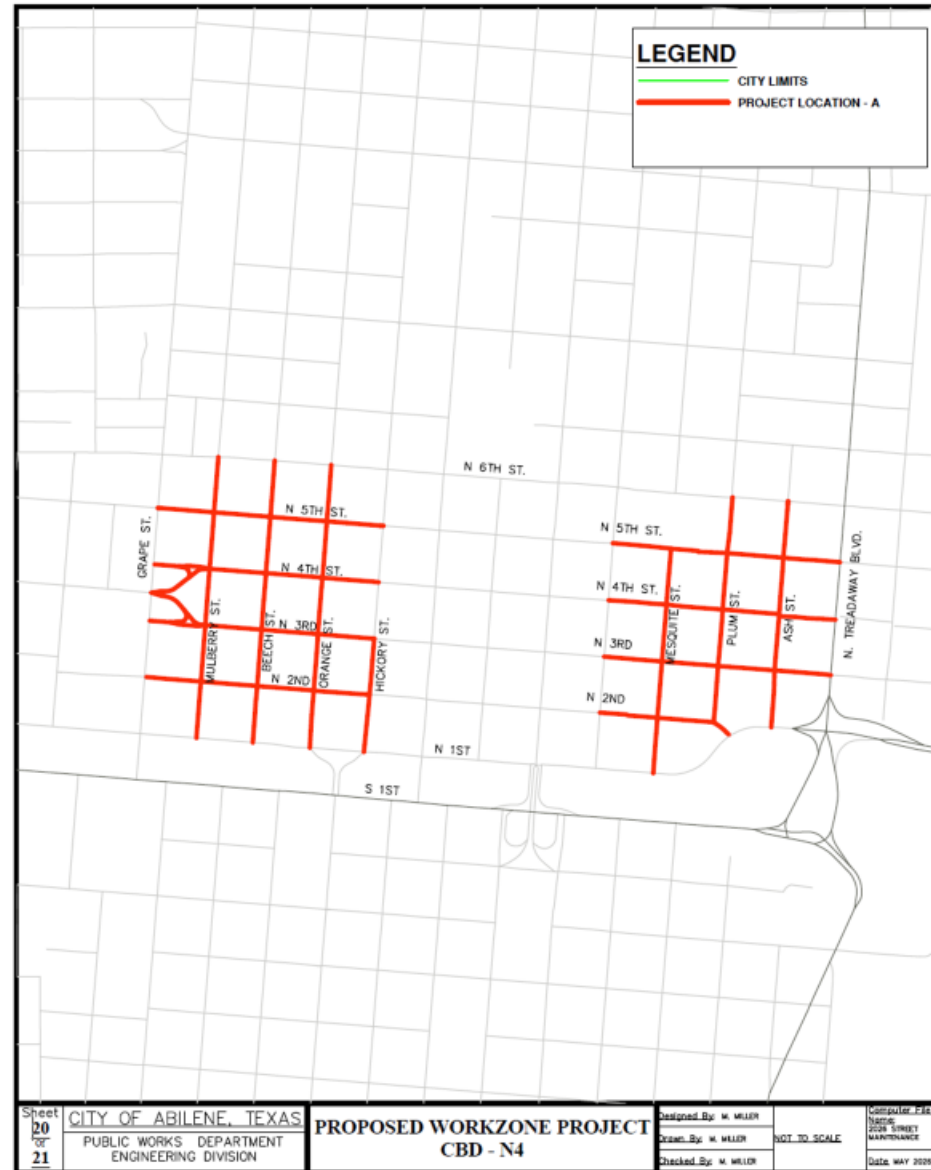 LEGEND
CITY LIMITS
PROJECT LOCATION - A
N 6TH ST.
N 5TH ST.
N 5TH ST.
GRAPE ST.
N 4TH ST.
N 4TH ST.
N. TREADAWAY BLVD.
MULBERRY ST.
BEECH ST.
N 3RD
ORANGE ST.
HICKORY ST.
MESQUITE ST.
PLUM ST.
ASH ST.
N 3RD
N 2ND
N 2ND
N 1ST
S 1ST
Sheet
20
of
21
CITY OF ABILENE, TEXAS
PUBLIC WORKS DEPARTMENT
ENGINEERING DIVISION
PROPOSED WORKZONE PROJECT
CBD - N4
Designed By: M. MILLER
Drawn By: M. MILLER
Checked By: M. MILLER
NOT TO SCALE
Computer File
Name:
2026 STREET
MAINTENANCE
Date: MAY 2026